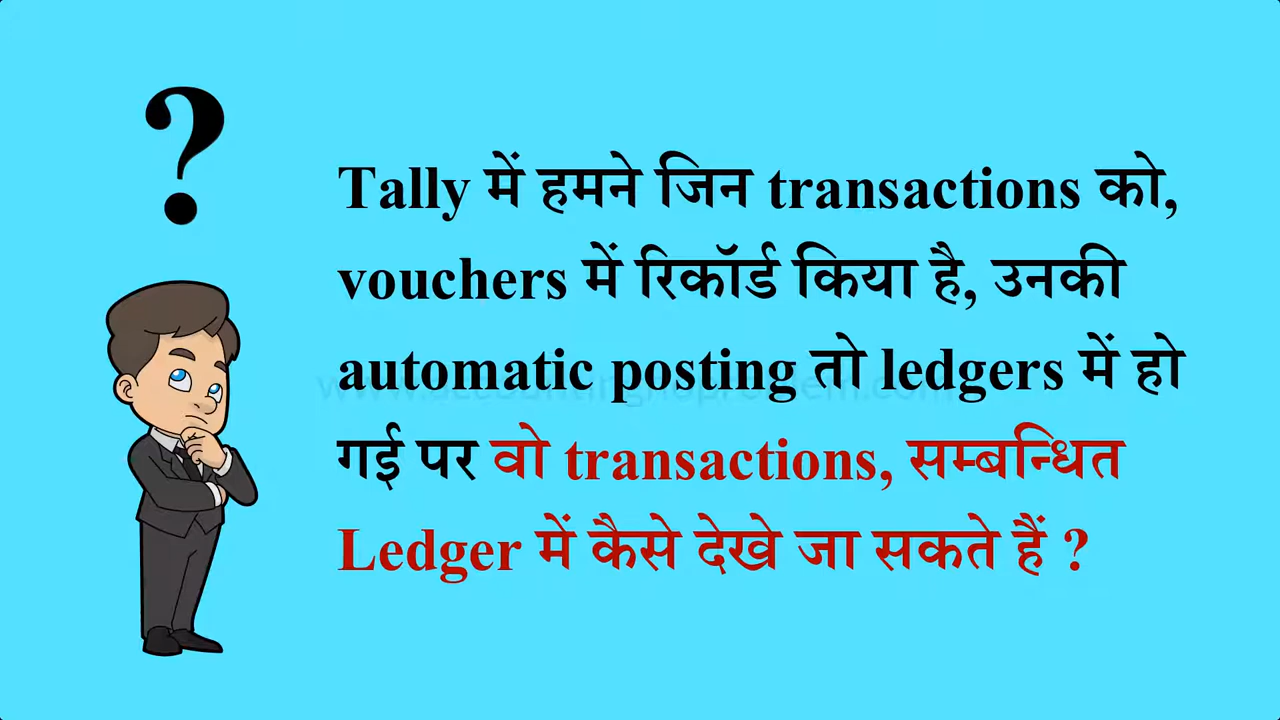 ?
Tally में हमने जिन transactions को,
vouchers में रिकॉर्ड किया है, उनकी
automatic posting तो ledgers में हो
गई पर वो transactions, सम्बन्धित
Ledger में कैसे देखे जा सकते हैं ?